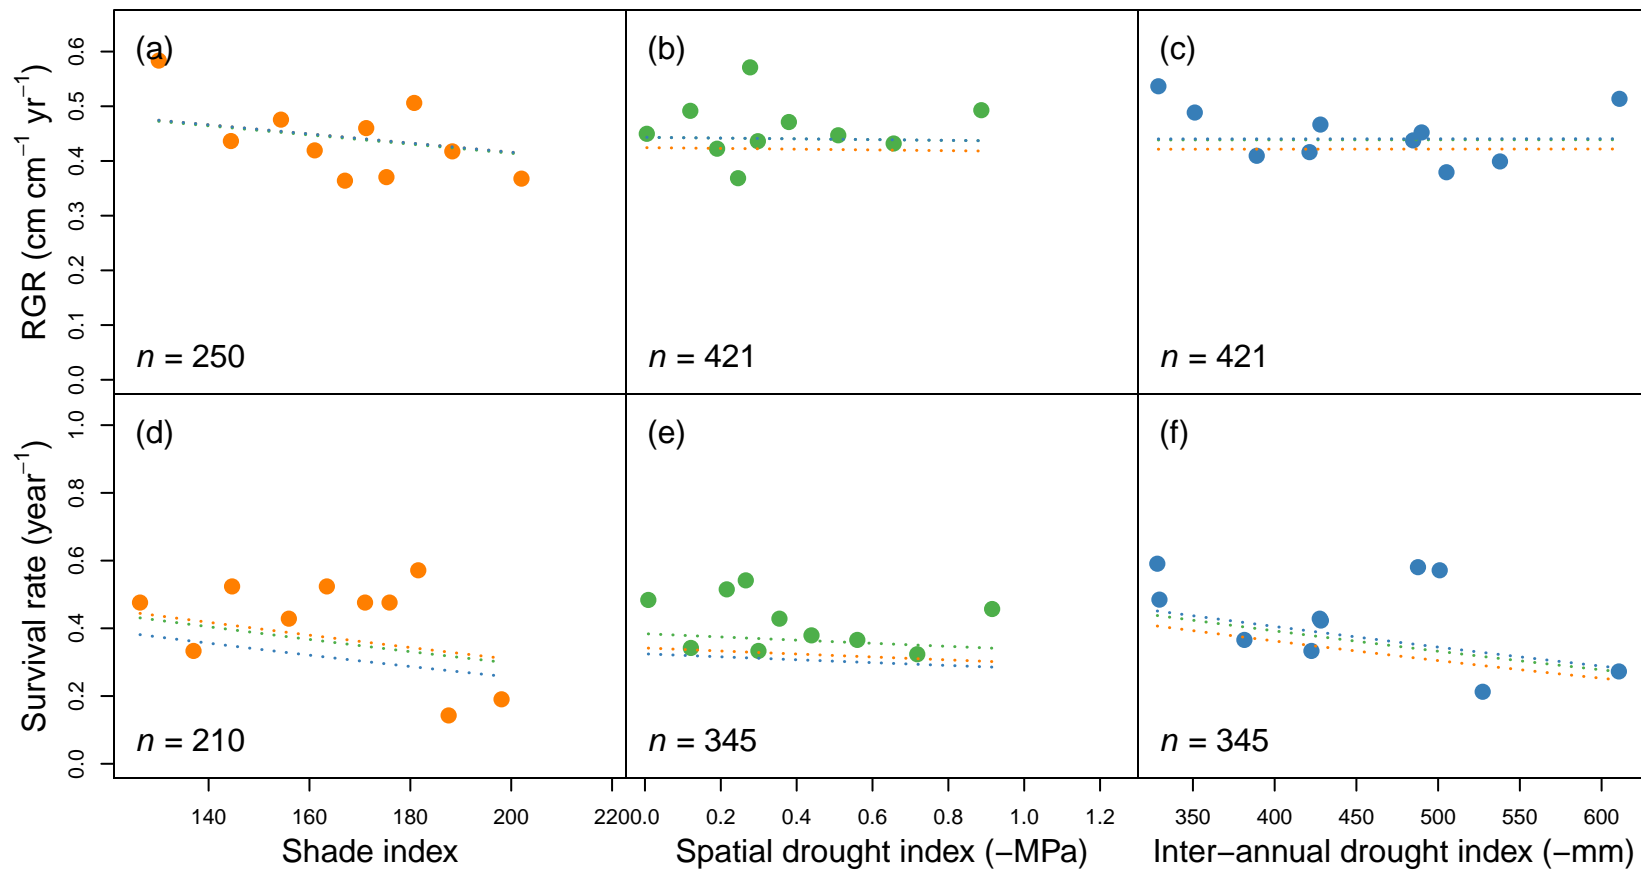 (a)
(b)
(c)
RGR (cm cm⁻¹ yr⁻¹)
0.6
0.5
0.4
0.3
0.2
0.1
0.0
n = 250
n = 421
n = 421
(d)
(e)
(f)
Survival rate (year⁻¹)
1.0
0.8
0.6
0.4
0.2
0.0
n = 210
n = 345
n = 345
140 160 180 200 220
0.0 0.2 0.4 0.6 0.8 1.0 1.2
350 400 450 500 550 600
Shade index
Spatial drought index (−MPa)
Inter−annual drought index (−mm)